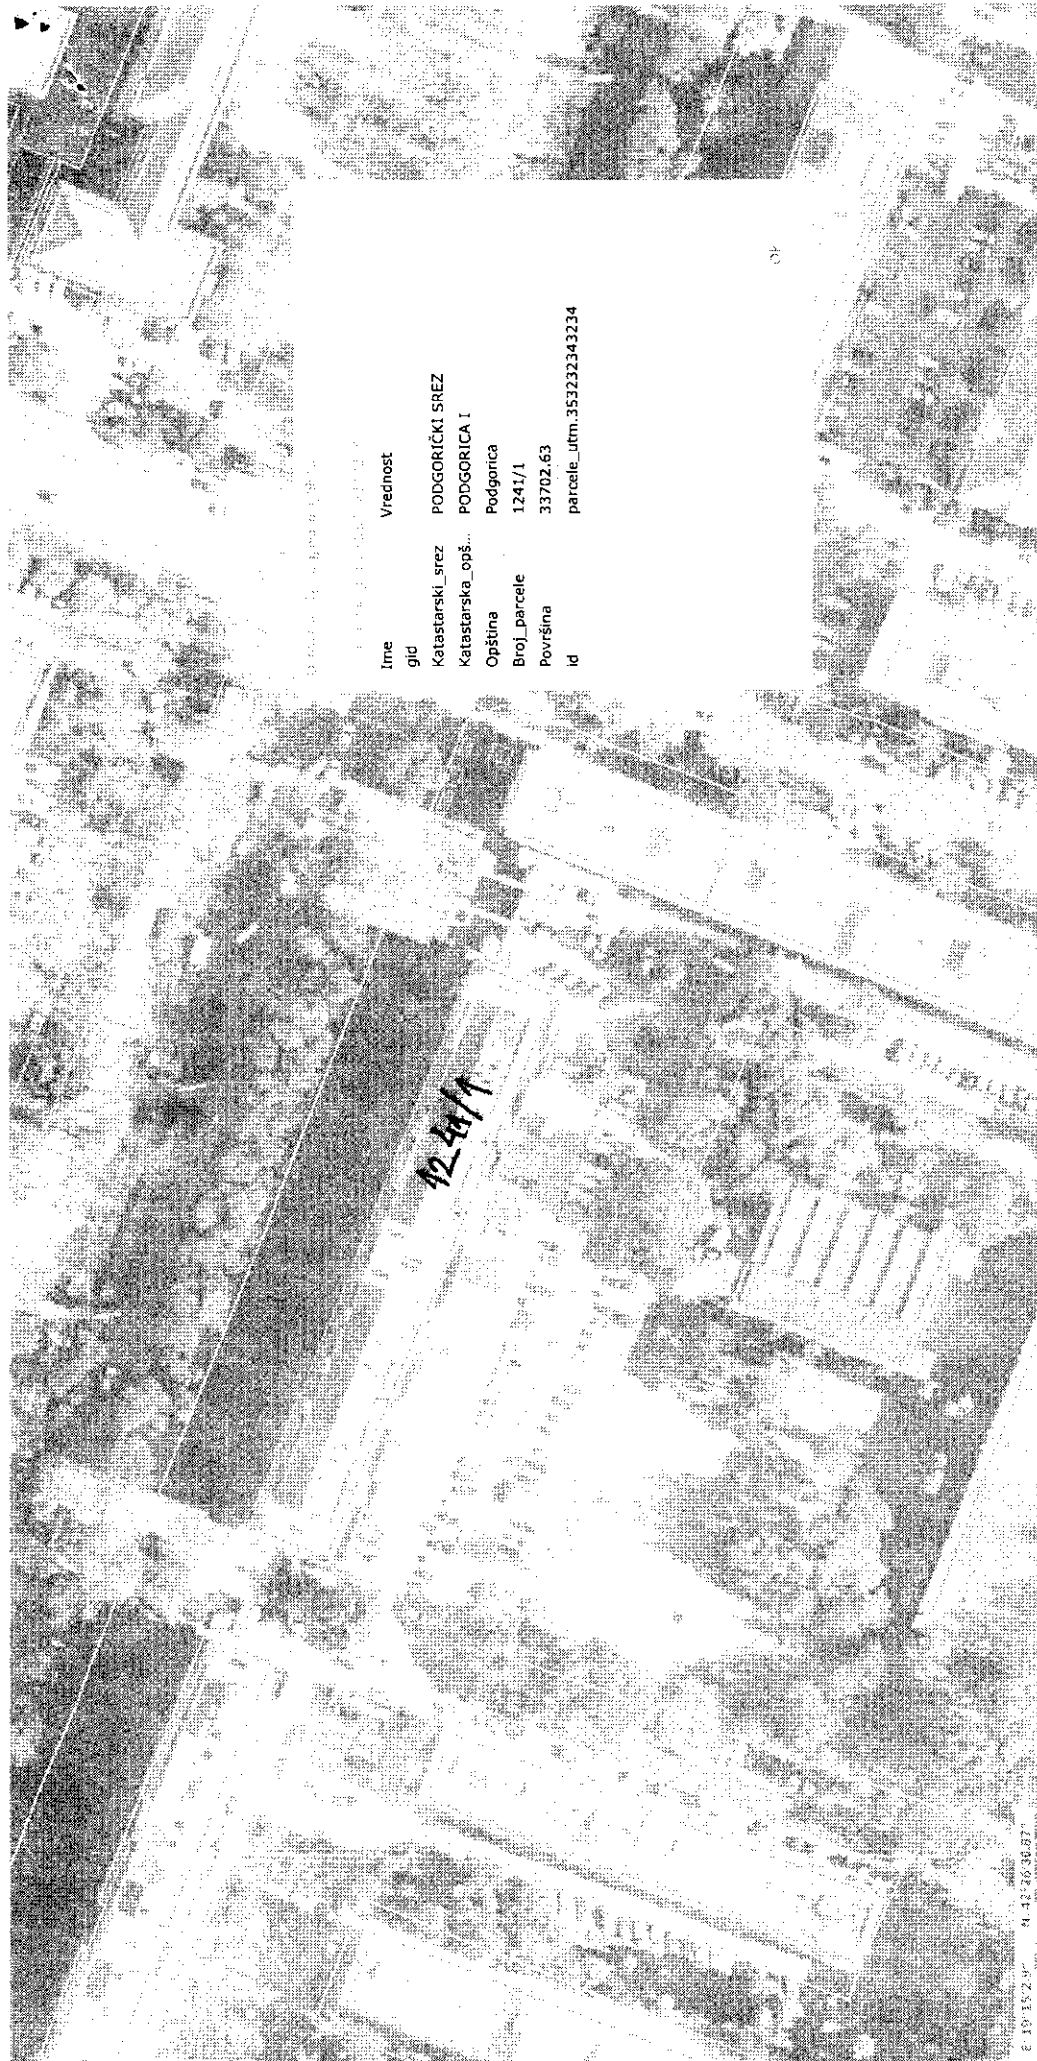 Ime Vrednost
gid
Katastarski_srez PODGORIČKI SREZ
Katastarska_opš... PODGORICA I
Opština Podgorica
Broj_parcele 1241/1
Površina 33702.63
id parcele_utm.353232343234
OK
1241/1